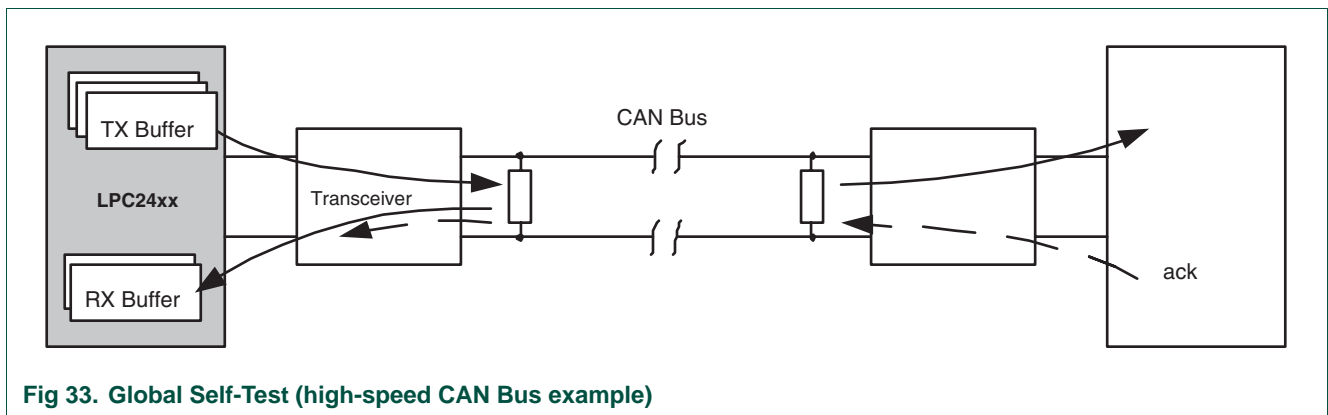 TX Buffer
LPC24xx
RX Buffer
Transceiver
CAN Bus
ack
Fig 33. Global Self-Test (high-speed CAN Bus example)